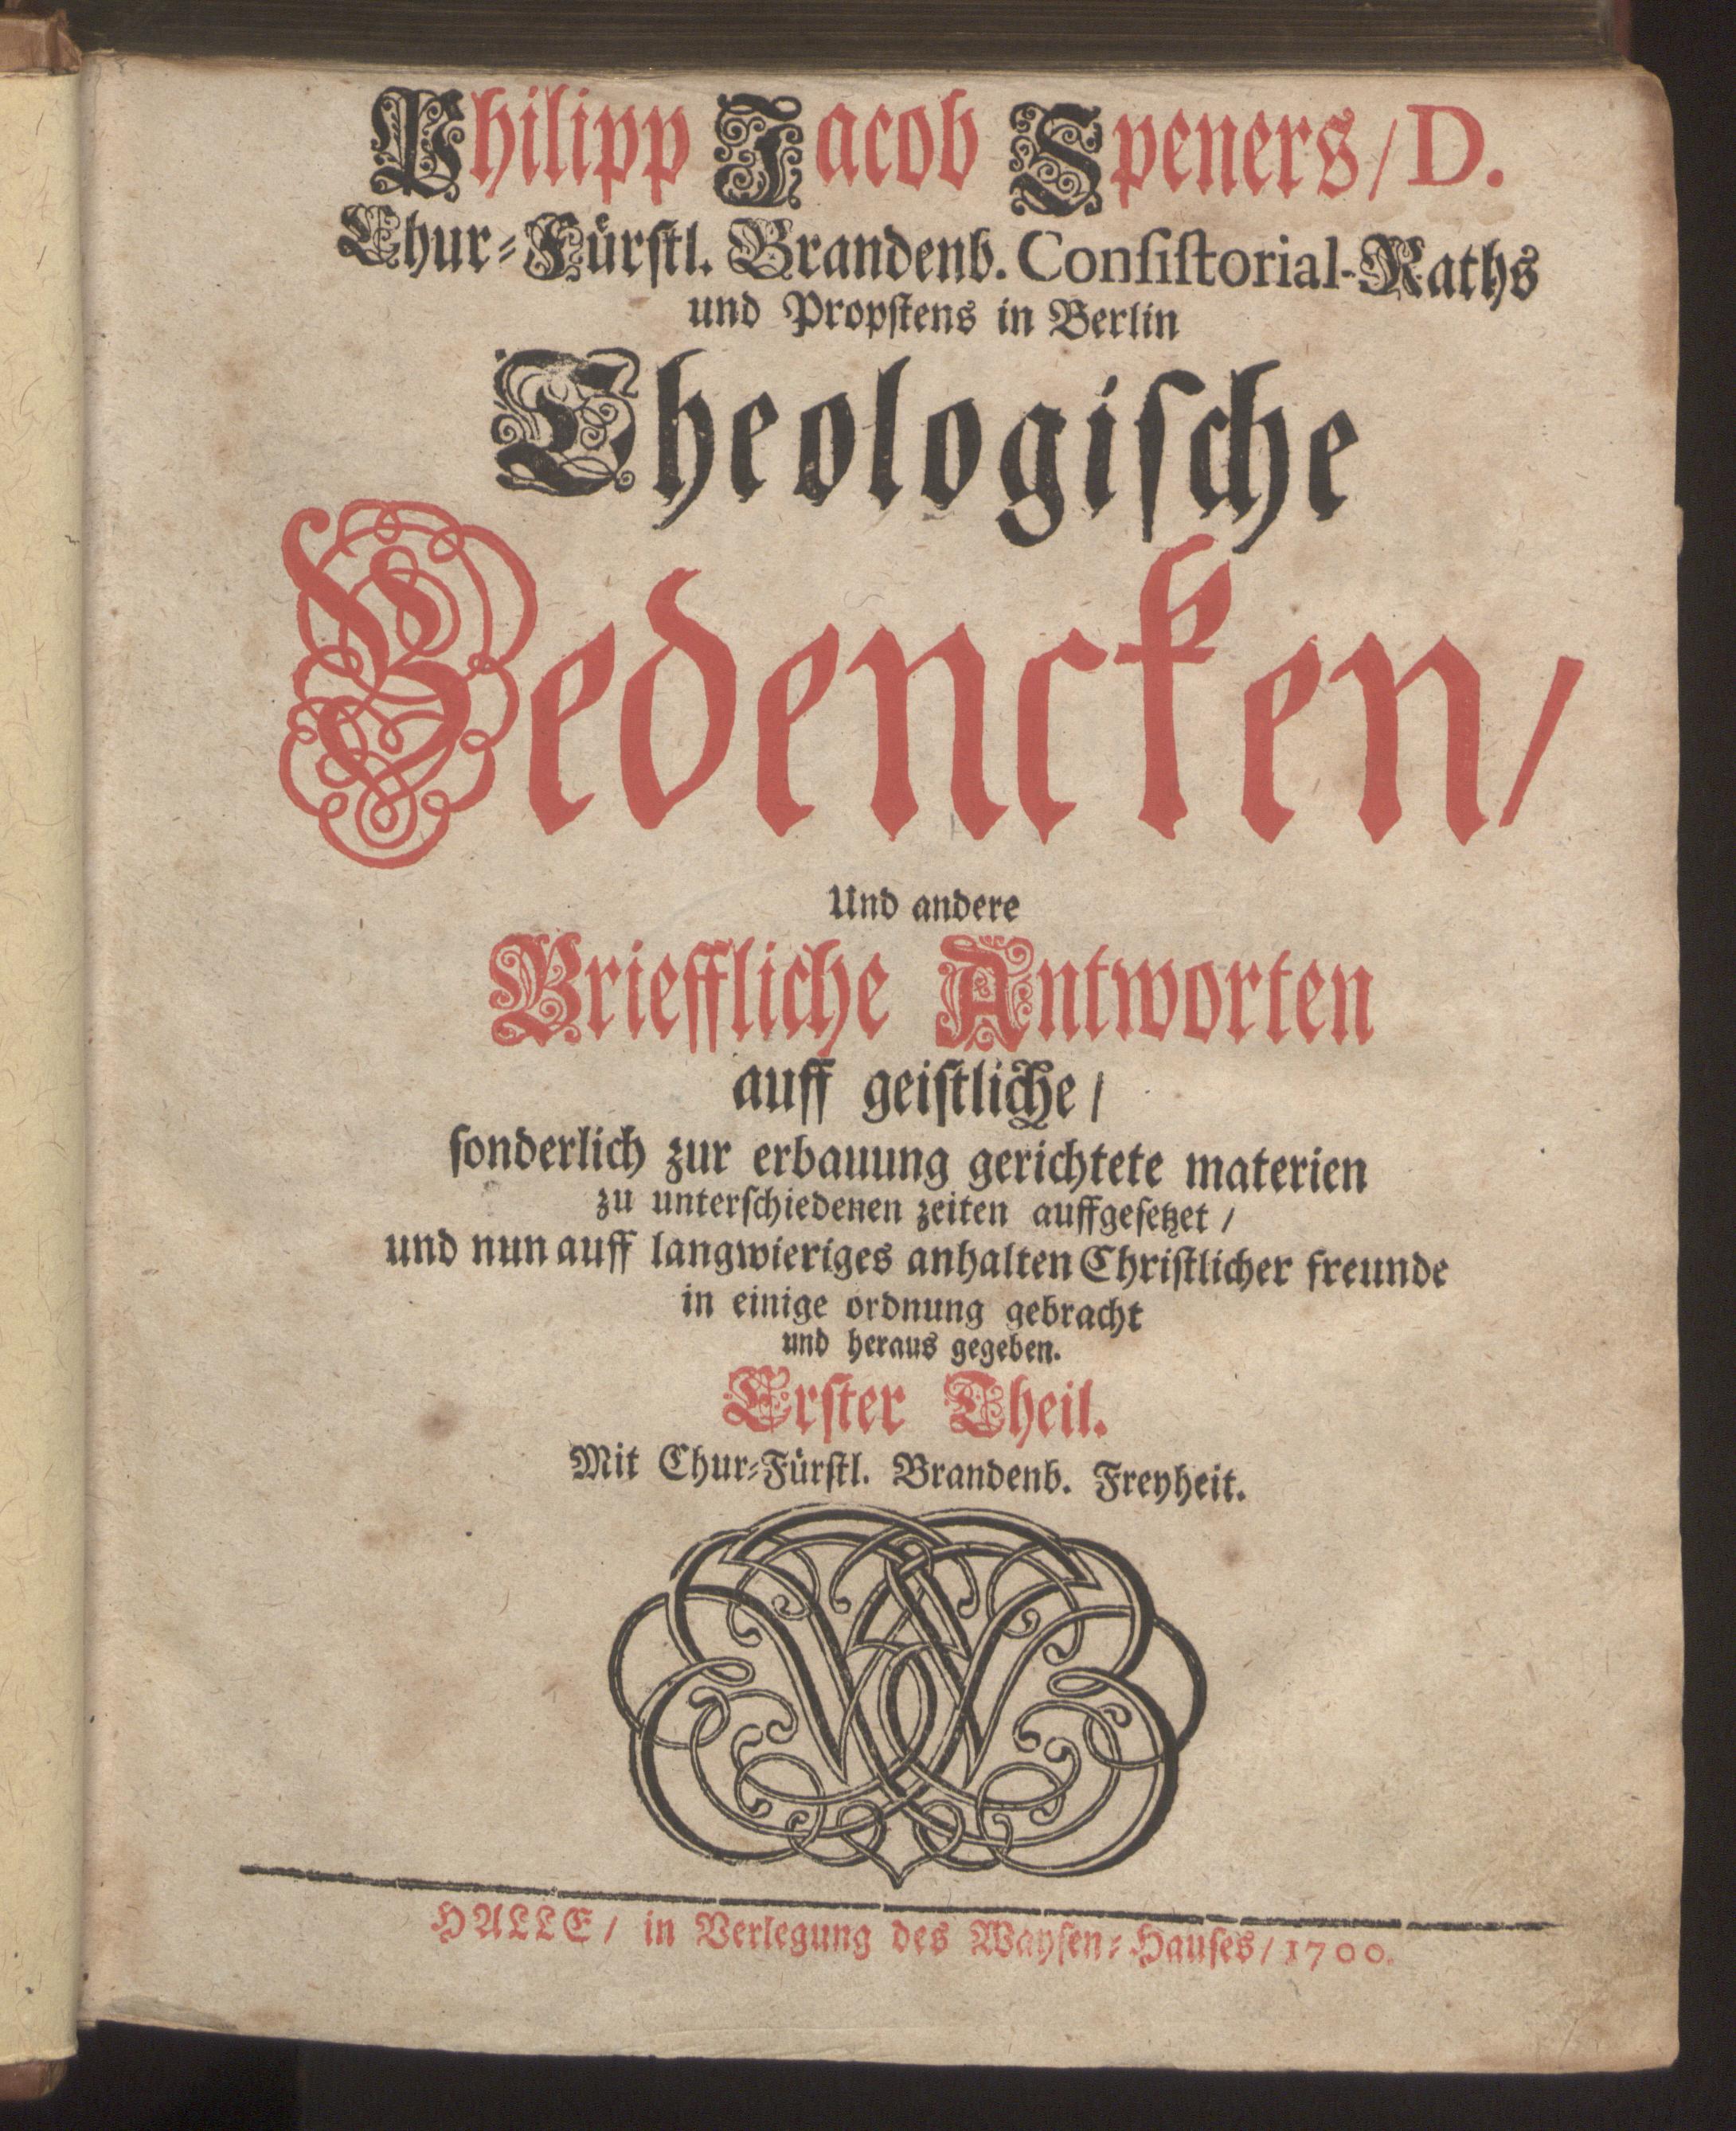 Philipp Jacob Speners/ D.
Chur-Fürstl. Brandenb. Consistorial-Raths
und Propstens in Berlin
Theologische
Bedencken/
Und andere
Brieffliche Antworten
auff geistliche/
sonderlich zur erbauung gerichtete materien
zu unterschiedenen zeiten auffgesetzet/
und nun auff langwieriges anhalten Christlicher freunde
in einige ordnung gebracht
und heraus gegeben.
Erster Theil.
Mit Chur-Fürstl. Brandenb. Freyheit.
HALLE/ in Verlegung des Waysen-Hauses/ 1700.